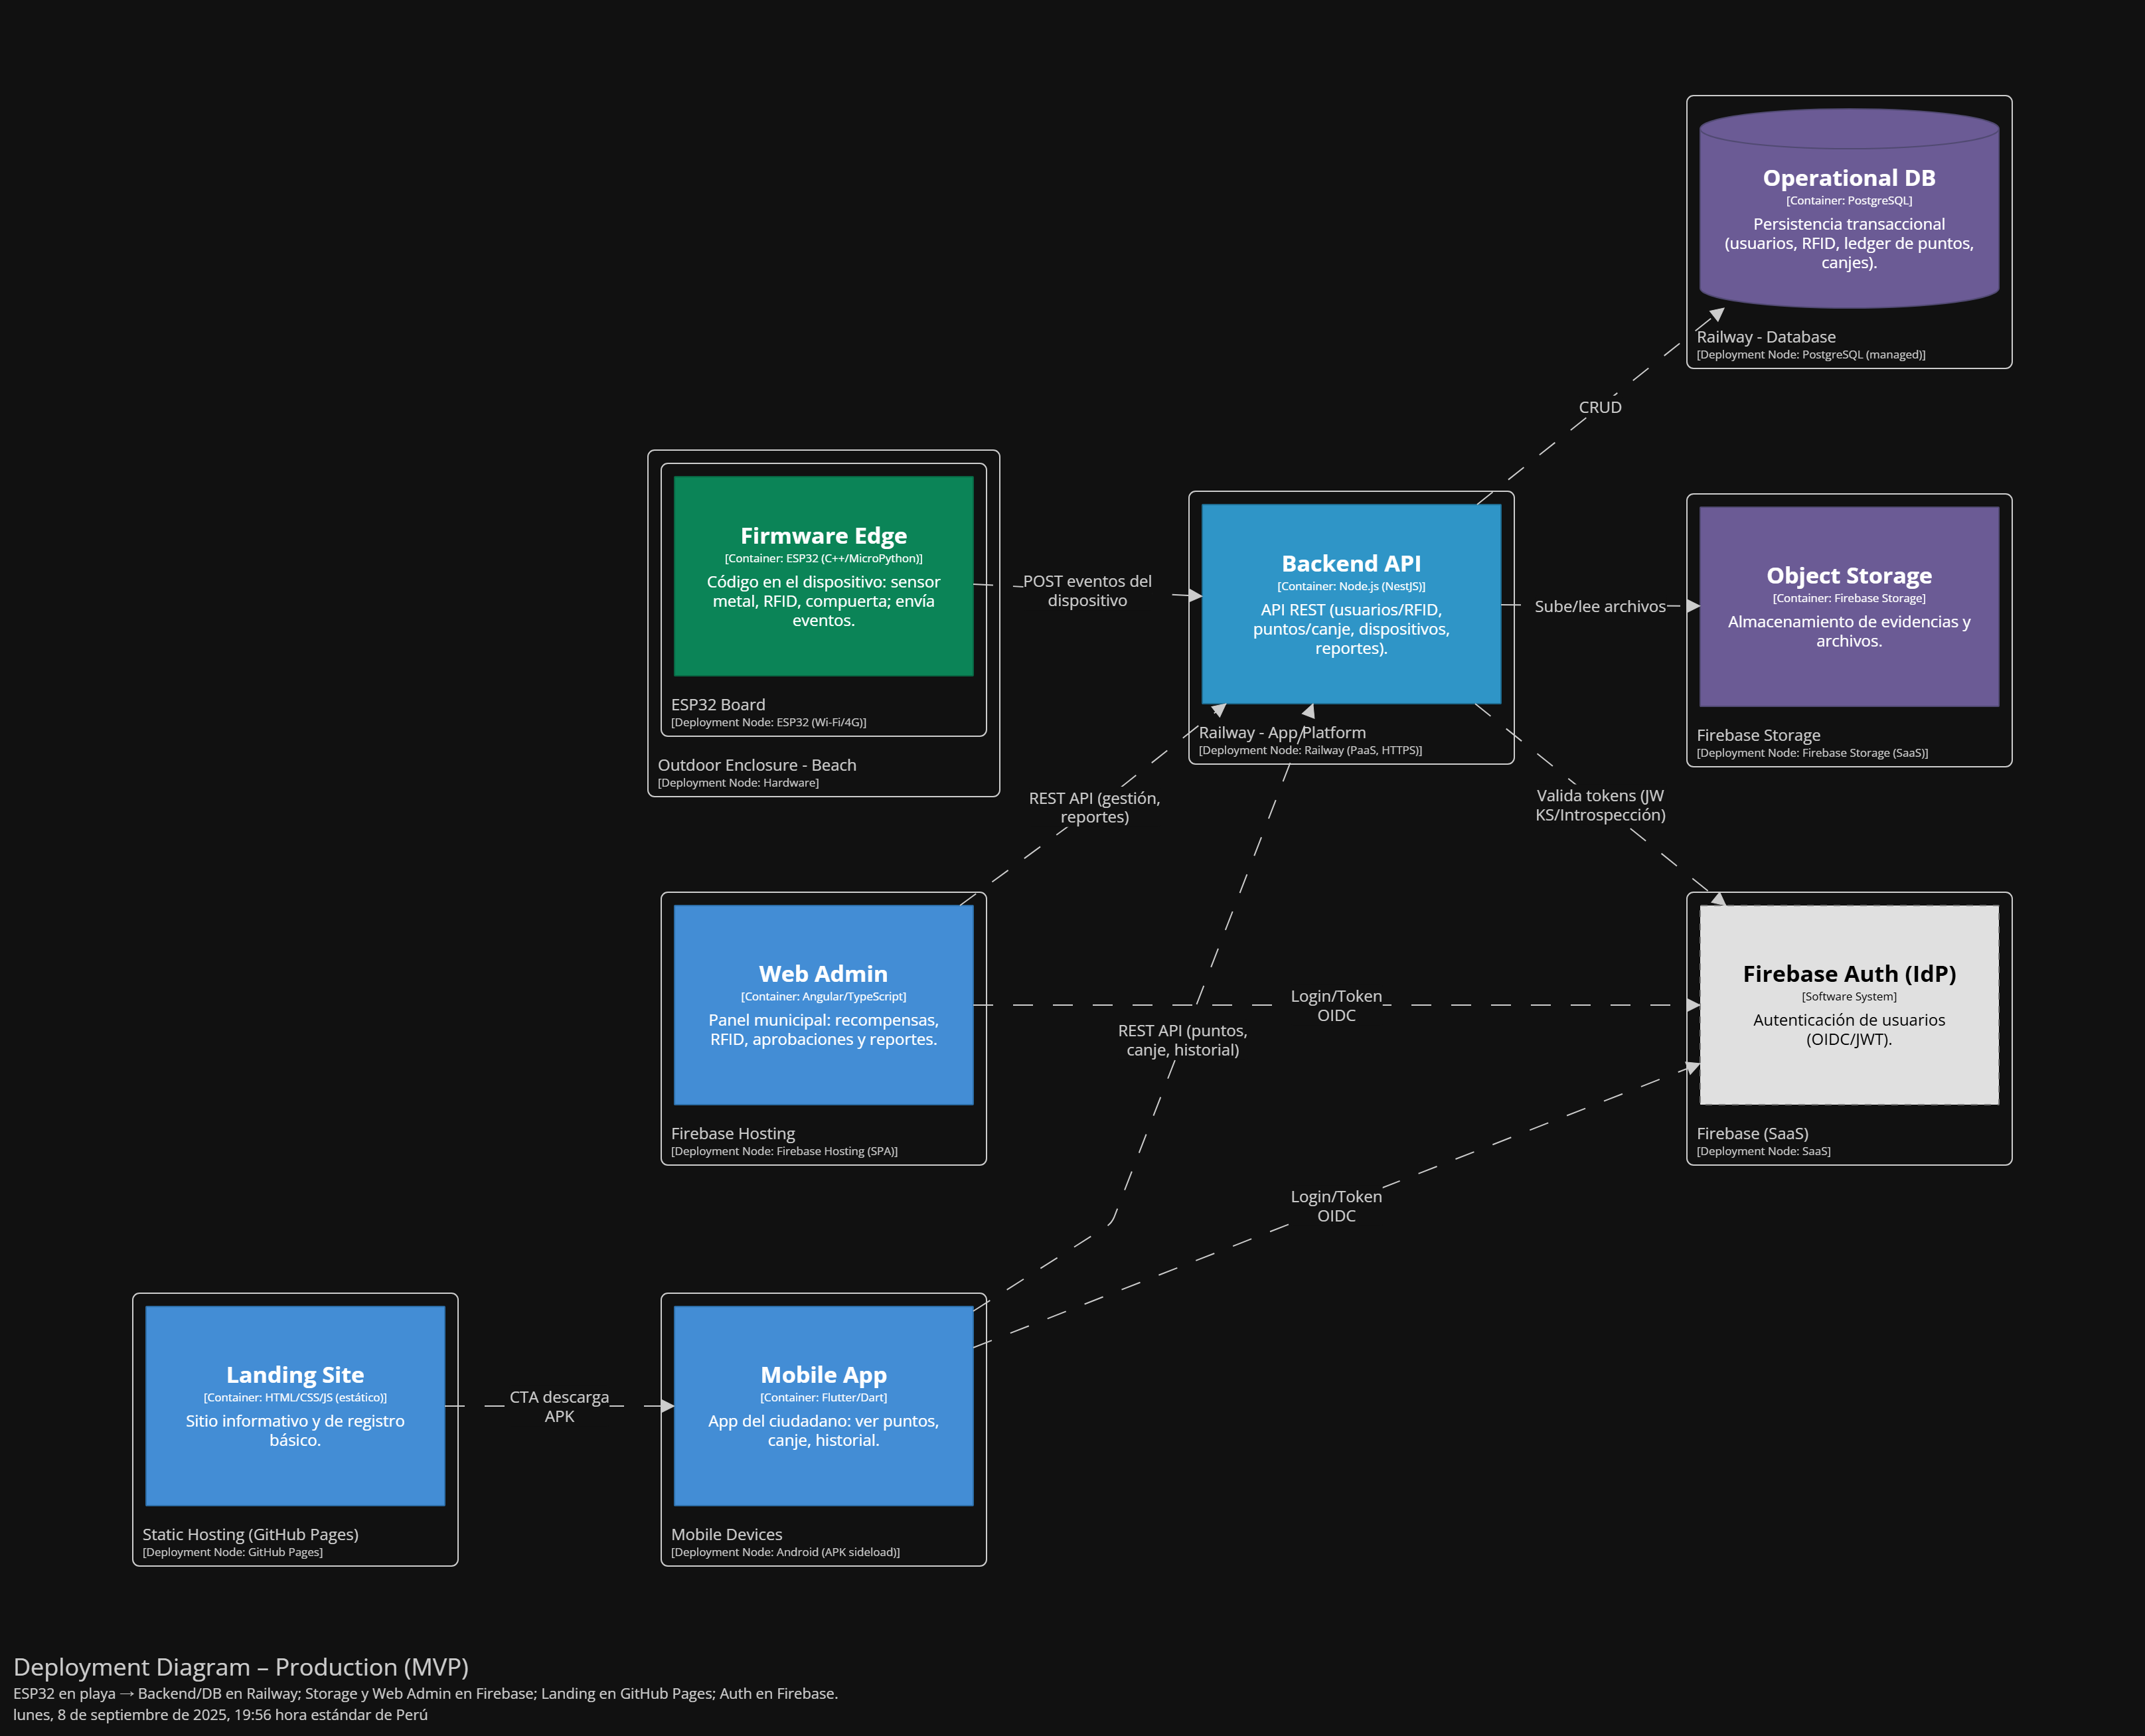 Operational DB
[Container: PostgreSQL]
Persistencia transaccional
(usuarios, RFID, ledger de puntos,
canjes).
Railway - Database
[Deployment Node: PostgreSQL (managed)]
CRUD
Firmware Edge
[Container: ESP32 (C++/MicroPython)]
Código en el dispositivo: sensor
metal, RFID, compuerta; envía
eventos.
ESP32 Board
[Deployment Node: ESP32 (Wi-Fi/4G)]
Outdoor Enclosure - Beach
[Deployment Node: Hardware]
POST eventos del
dispositivo
Backend API
[Container: Node.js (NestJS)]
API REST (usuarios/RFID,
puntos/canje, dispositivos,
reportes).
Railway - App Platform
[Deployment Node: Railway (PaaS, HTTPS)]
Sube/lee archivos
Object Storage
[Container: Firebase Storage]
Almacenamiento de evidencias y
archivos.
Firebase Storage
[Deployment Node: Firebase Storage (SaaS)]
REST API (gestión,
reportes)
Valida tokens (JW
KS/Introspección)
Web Admin
[Container: Angular/TypeScript]
Panel municipal: recompensas,
RFID, aprobaciones y reportes.
Firebase Hosting
[Deployment Node: Firebase Hosting (SPA)]
Login/Token
OIDC
REST API (puntos,
canje, historial)
Firebase Auth (IdP)
[Software System]
Autenticación de usuarios
(OIDC/JWT).
Firebase (SaaS)
[Deployment Node: SaaS]
Login/Token
OIDC
Landing Site
[Container: HTML/CSS/JS (estático)]
Sitio informativo y de registro
básico.
Static Hosting (GitHub Pages)
[Deployment Node: GitHub Pages]
CTA descarga
APK
Mobile App
[Container: Flutter/Dart]
App del ciudadano: ver puntos,
canje, historial.
Mobile Devices
[Deployment Node: Android (APK sideload)]
Deployment Diagram – Production (MVP)
ESP32 en playa → Backend/DB en Railway; Storage y Web Admin en Firebase; Landing en GitHub Pages; Auth en Firebase.
lunes, 8 de septiembre de 2025, 19:56 hora estándar de Perú